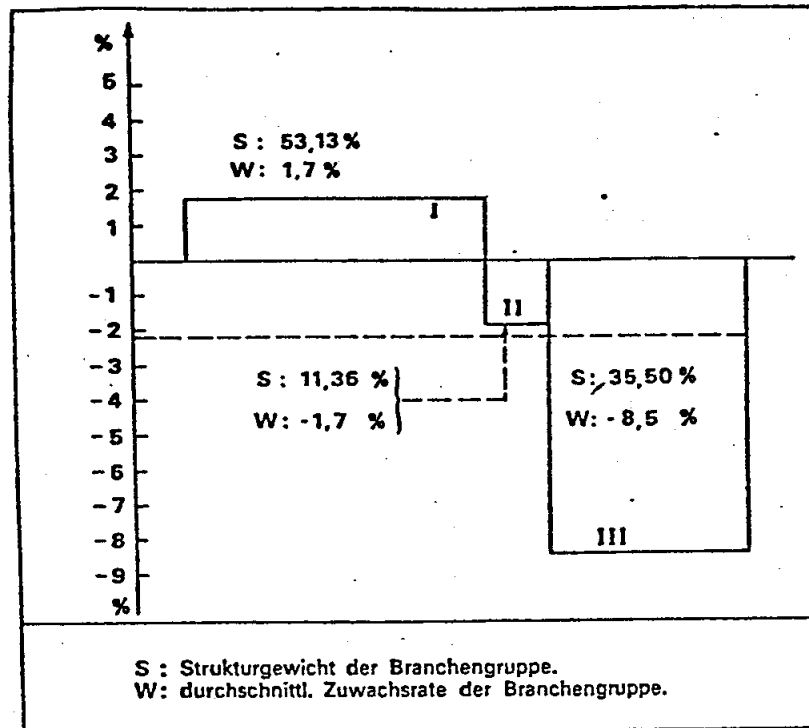 %
5
4
3
2
1
-1
-2
-3
-4
-5
-6
-7
-8
-9
%
S : 53,13%
W: 1,7 %
I
II
S : 11,36 %
W: -1,7 %
S: 35,50 %
W: -8,5 %
III
S : Strukturgewicht der Branchengruppe.
W: durchschnittl. Zuwachsrate der Branchengruppe.